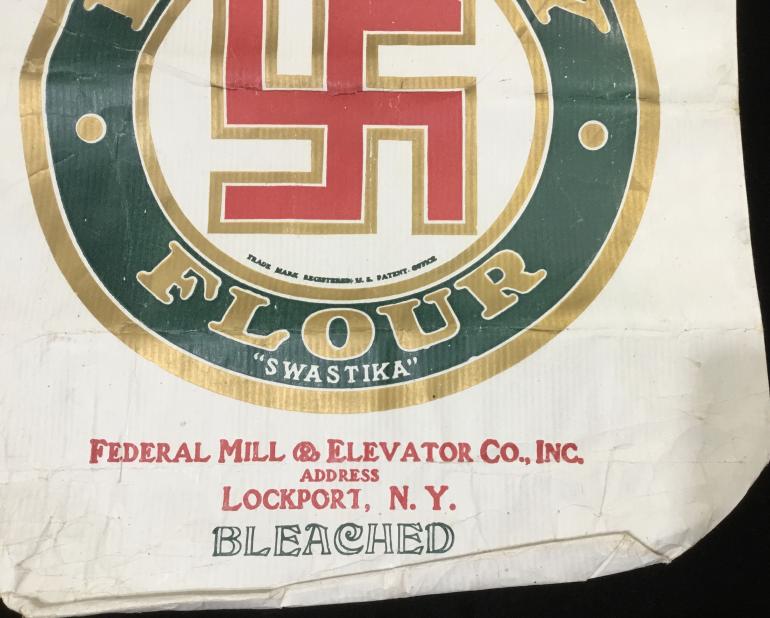 TRADE MARK REGISTERED; U. S. PATENT. OFFICE
FLOUR
"SWASTIKA"
FEDERAL MILL & ELEVATOR CO., INC.
ADDRESS
LOCKPORT, N. Y.
BLEACHED